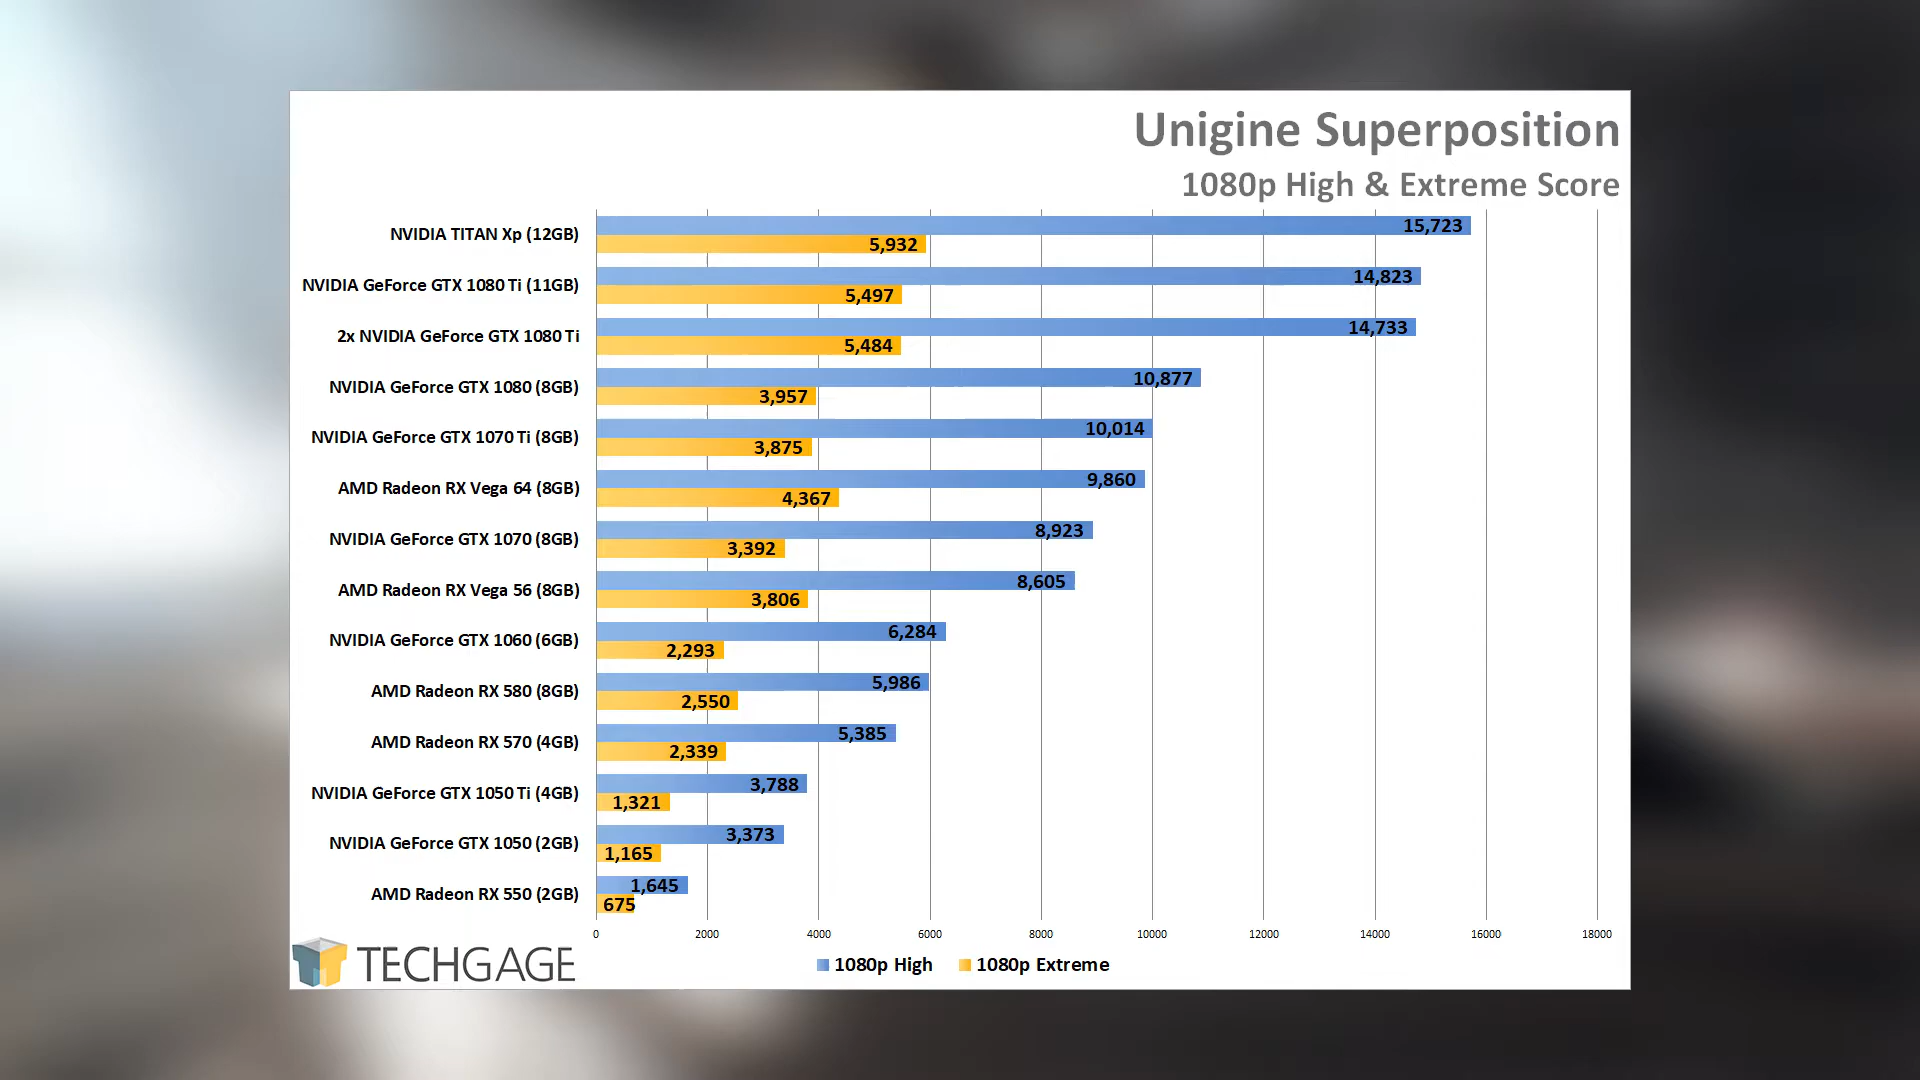 Unigine Superposition
1080p High & Extreme Score
NVIDIA TITAN Xp (12GB)
15,723
5,932
NVIDIA GeForce GTX 1080 Ti (11GB)
14,823
5,497
2x NVIDIA GeForce GTX 1080 Ti
14,733
5,484
NVIDIA GeForce GTX 1080 (8GB)
10,877
3,957
NVIDIA GeForce GTX 1070 Ti (8GB)
10,014
3,875
AMD Radeon RX Vega 64 (8GB)
9,860
4,367
NVIDIA GeForce GTX 1070 (8GB)
8,923
3,392
AMD Radeon RX Vega 56 (8GB)
8,605
3,806
NVIDIA GeForce GTX 1060 (6GB)
6,284
2,293
AMD Radeon RX 580 (8GB)
5,986
2,550
AMD Radeon RX 570 (4GB)
5,385
2,339
NVIDIA GeForce GTX 1050 Ti (4GB)
3,788
1,321
NVIDIA GeForce GTX 1050 (2GB)
3,373
1,165
AMD Radeon RX 550 (2GB)
1,645
675
0 2000 4000 6000 8000 10000 12000 14000 16000 18000
1080p High 1080p Extreme
TECHGAGE